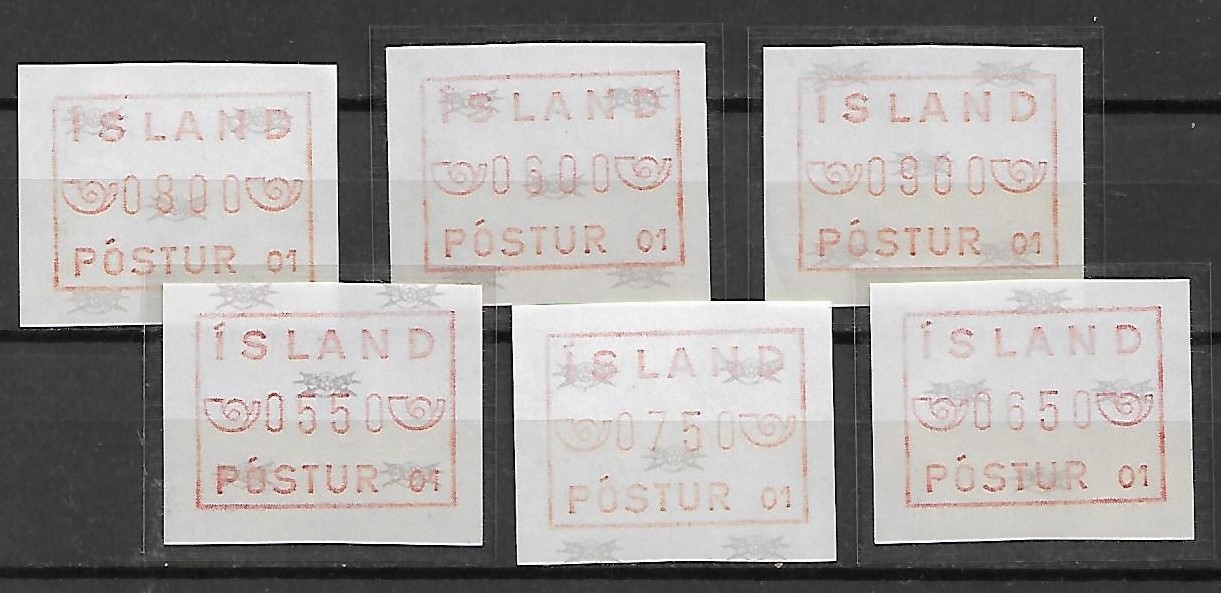 ÍSLAND
0800
PÓSTUR 01
ÍSLAND
0600
PÓSTUR 01
ÍSLAND
0900
PÓSTUR 01
ÍSLAND
0550
PÓSTUR 01
ÍSLAND
0750
PÓSTUR 01
ÍSLAND
0650
PÓSTUR 01